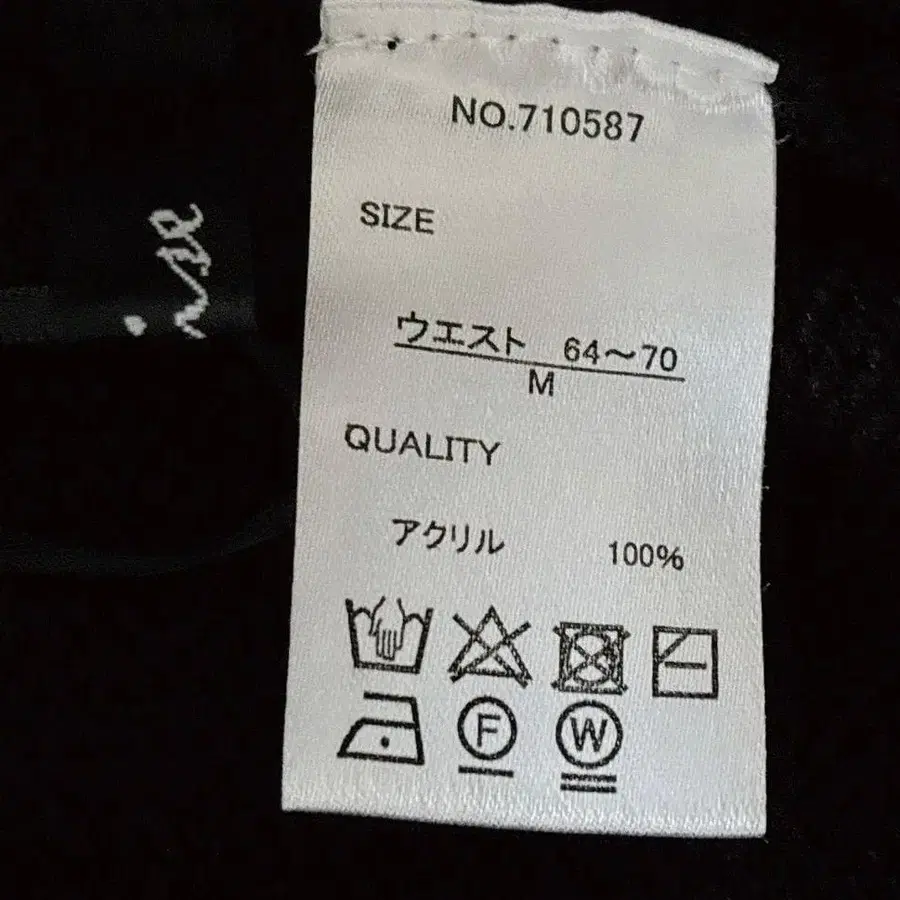 NO.710587
SIZE
ウエスト 64～70
M
QUALITY
アクリル 100%
F W